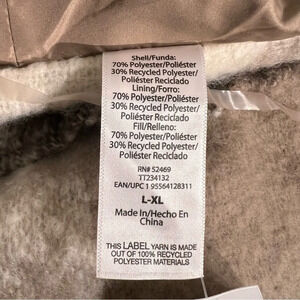 Shell/Funda:
70% Polyester/
Poliéster
30% Recycled Polyester/
Poliéster Reciclado
Lining/Forro:
70% Polyester/Poliéster
30% Recycled Polyester/
Poliéster Reciclado
Fill/Relleno:
70% Polyester/Poliéster
30% Recycled Polyester/
Poliéster Reciclado
RN# 52469
TT234132
EAN/UPC 1 95564128311
L-XL
Made In/Hecho En
China
THIS LABEL YARN IS MADE
OUT OF 100% RECYCLED
POLYESTER MATERIALS